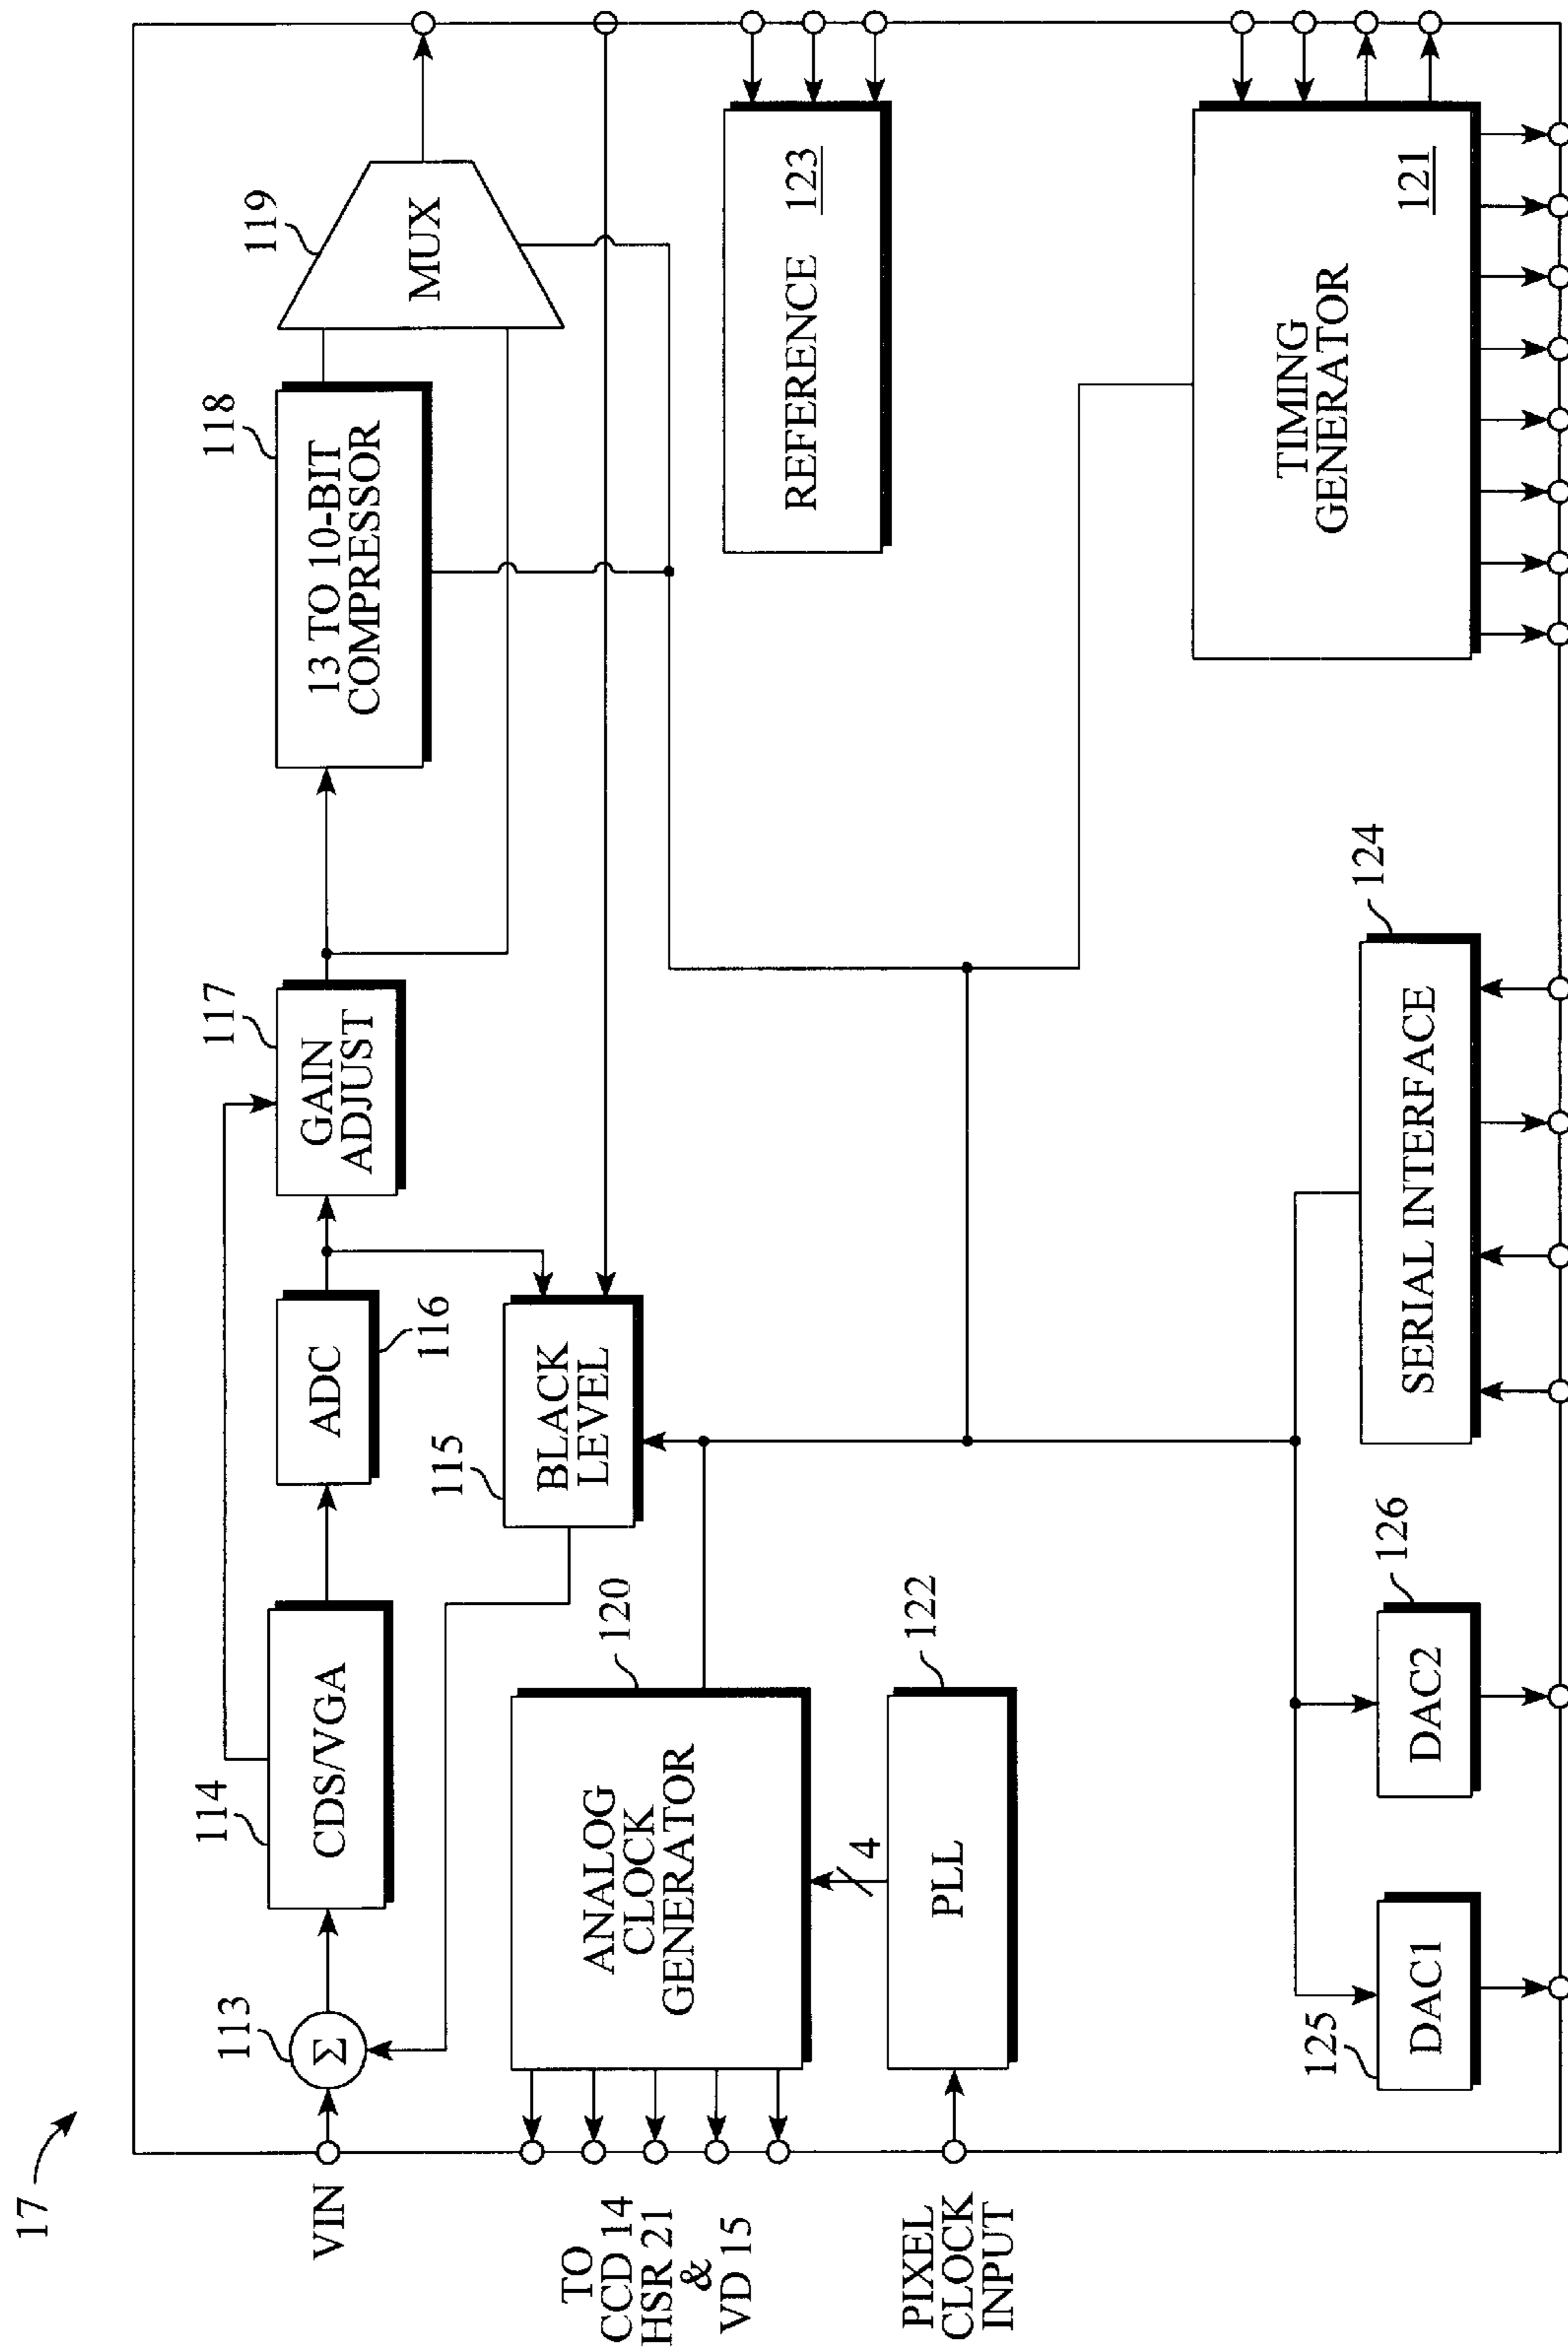 17
VIN
113
Σ
114
CDS/VGA
ADC
116
117
GAIN
ADJUST
118
13 TO 10-BIT
COMPRESSOR
119
MUX
115
BLACK
LEVEL
TO
CCD 14
HSR 21
&
VD 15
ANALOG
CLOCK
GENERATOR
120
4
PIXEL
CLOCK
INPUT
PLL
122
REFERENCE 123
125
DAC1
DAC2
126
SERIAL INTERFACE
124
TIMING
GENERATOR
121